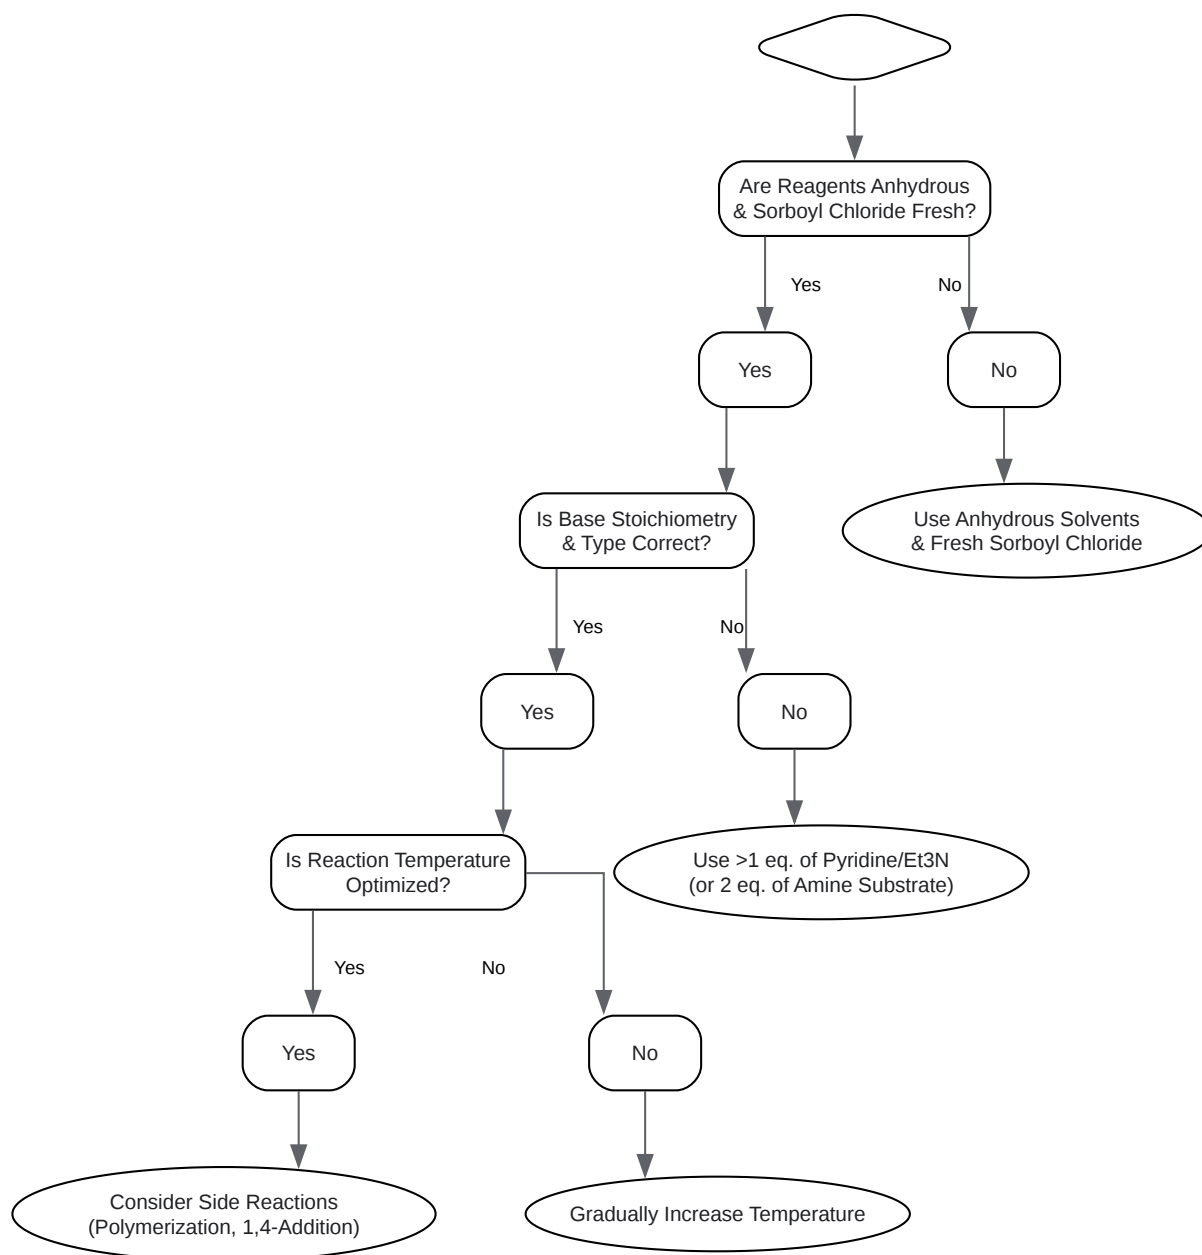 Are Reagents Anhydrous
& Sorboyl Chloride Fresh?
Yes
No
Yes
No
Is Base Stoichiometry
& Type Correct?
Use Anhydrous Solvents
& Fresh Sorboyl Chloride
Yes
No
Yes
No
Is Reaction Temperature
Optimized?
Use >1 eq. of Pyridine/Et3N
(or 2 eq. of Amine Substrate)
Yes
No
Yes
No
Consider Side Reactions
(Polymerization, 1,4-Addition)
Gradually Increase Temperature